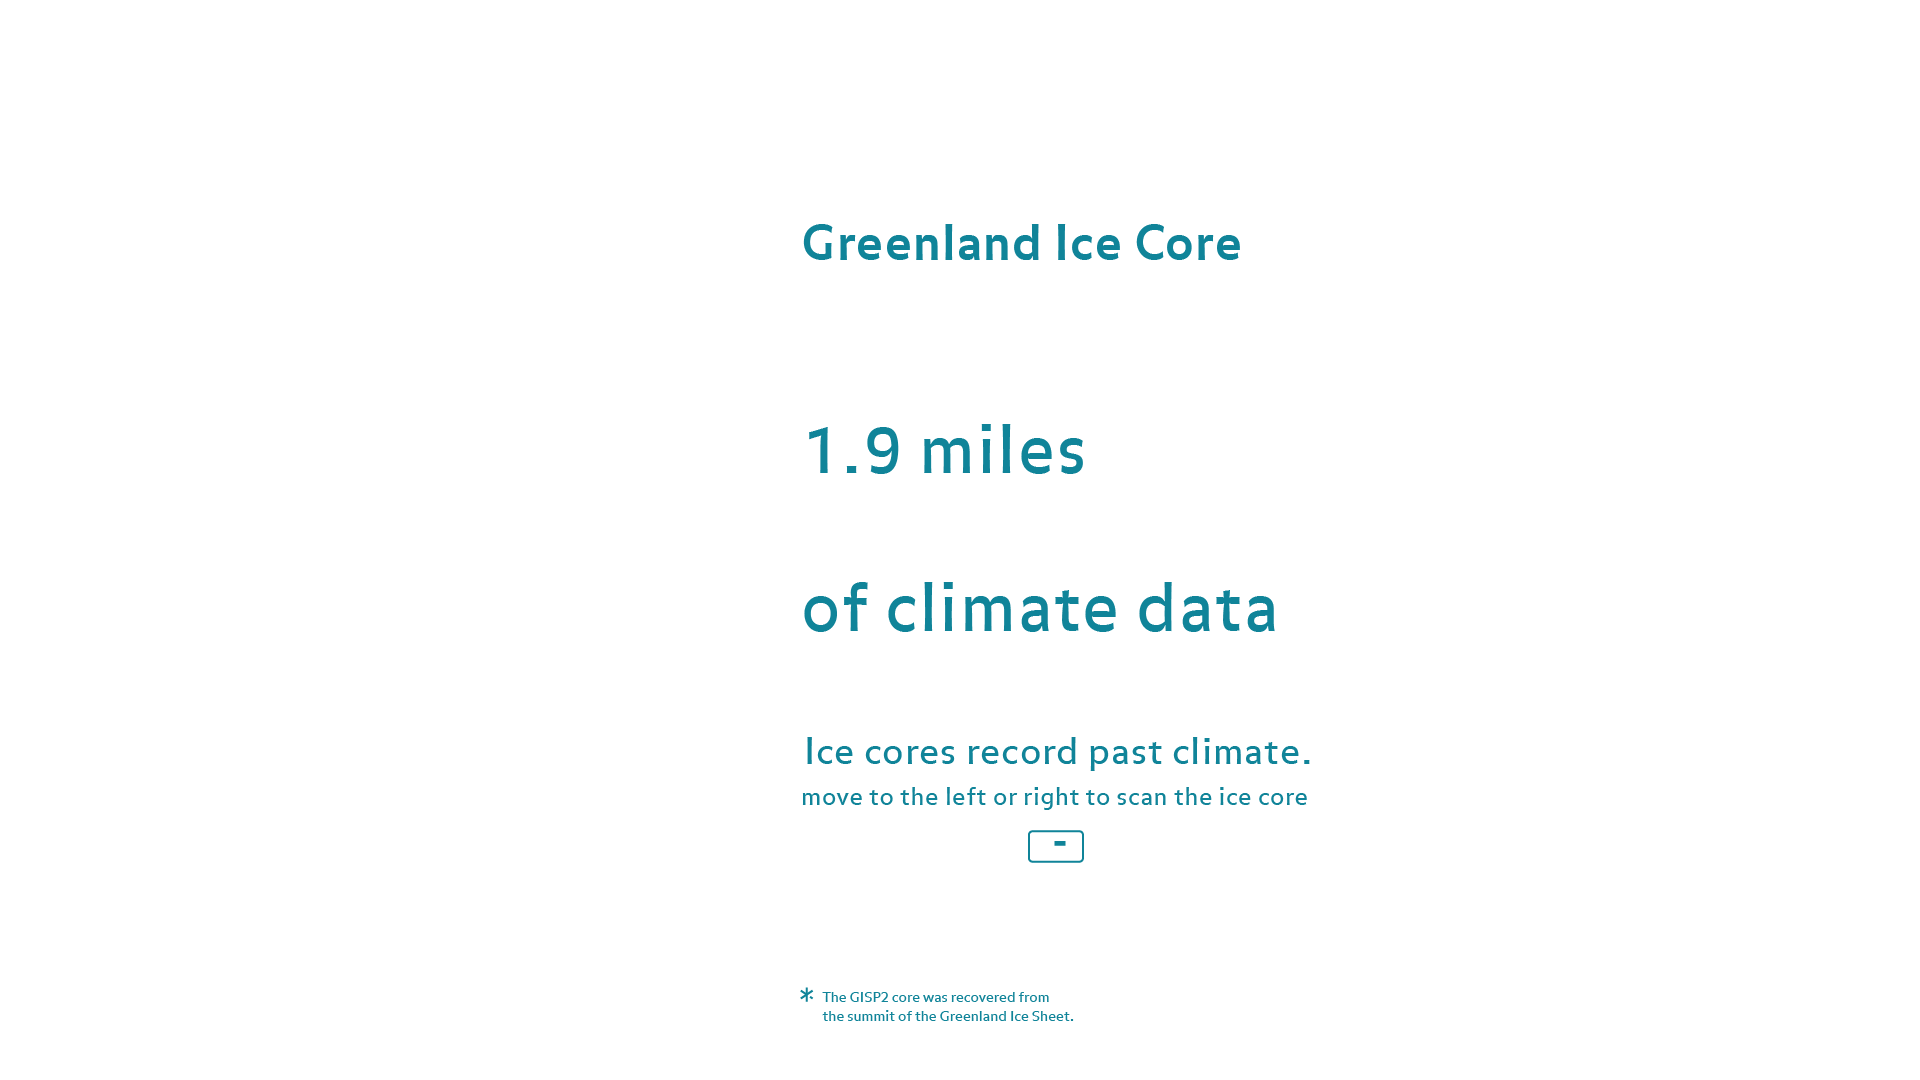 Greenland Ice Core
1.9 miles
of climate data
Ice cores record past climate.
move to the left or right to scan the ice core
-
* The GISP2 core was recovered from
the summit of the Greenland Ice Sheet.